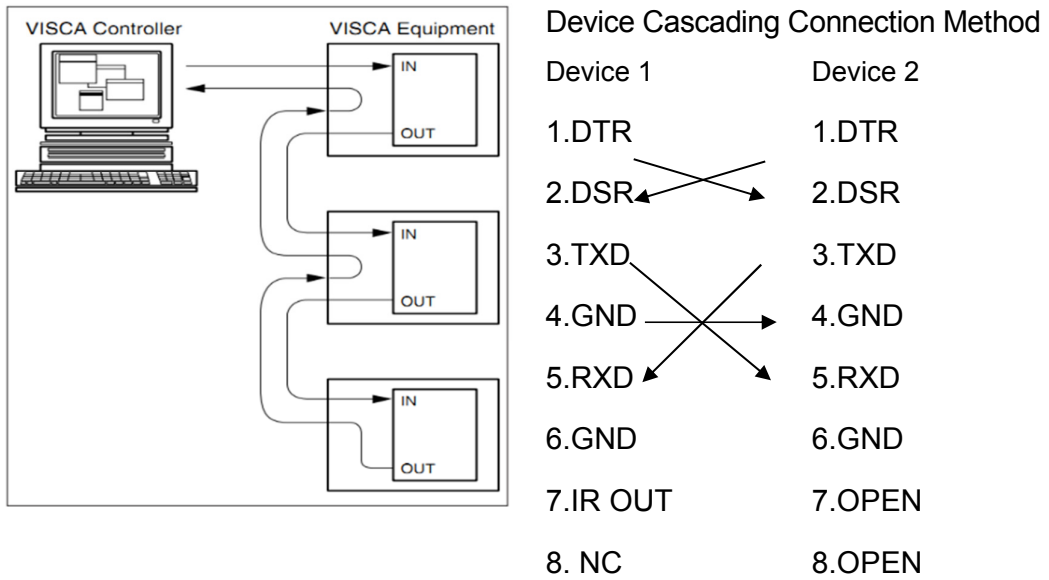 VISCA Controller
VISCA Equipment
IN
OUT
IN
OUT
IN
OUT
Device Cascading Connection Method
Device 1 Device 2
1.DTR 1.DTR
2.DSR 2.DSR
3.TXD 3.TXD
4.GND 4.GND
5.RXD 5.RXD
6.GND 6.GND
7.IR OUT 7.OPEN
8. NC 8.OPEN